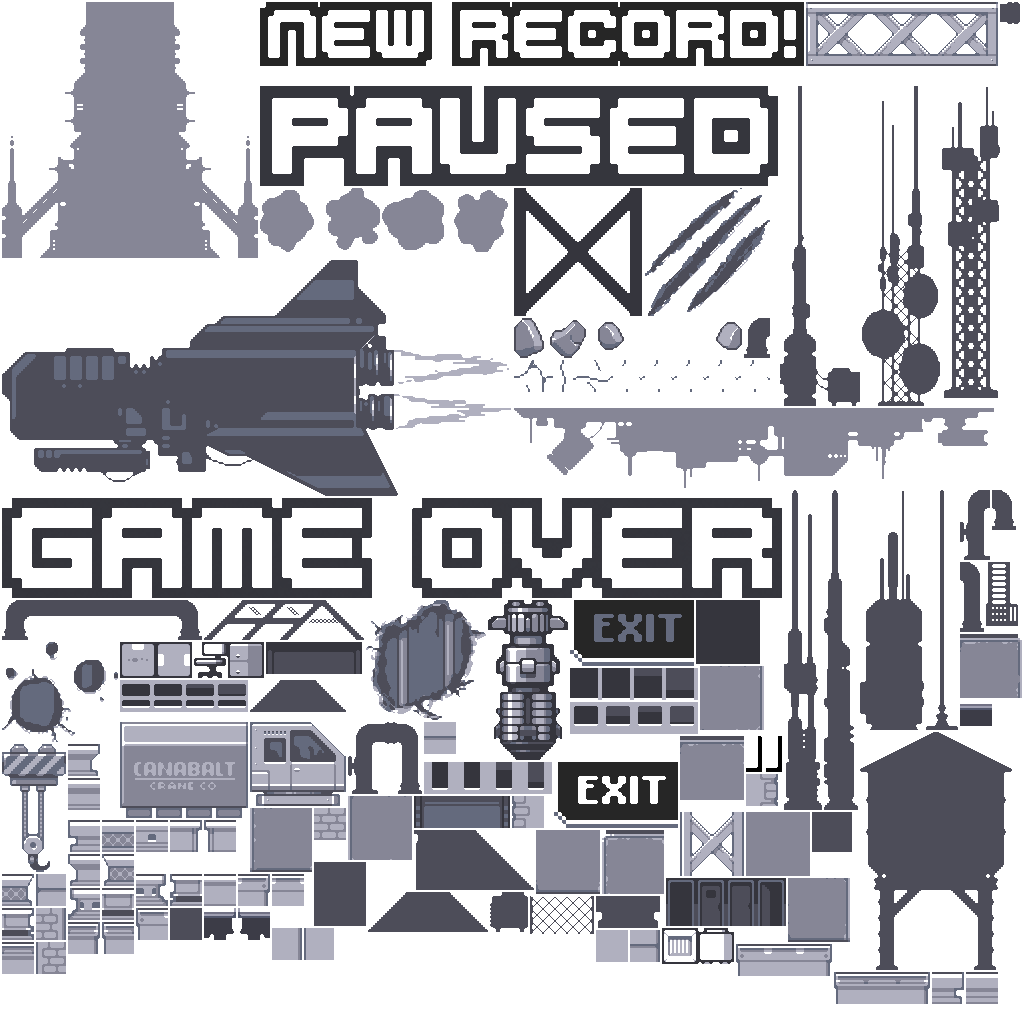 NEW RECORD!
PAUSED
GAME OVER
EXIT
CANABALT
CRANE CO
EXIT